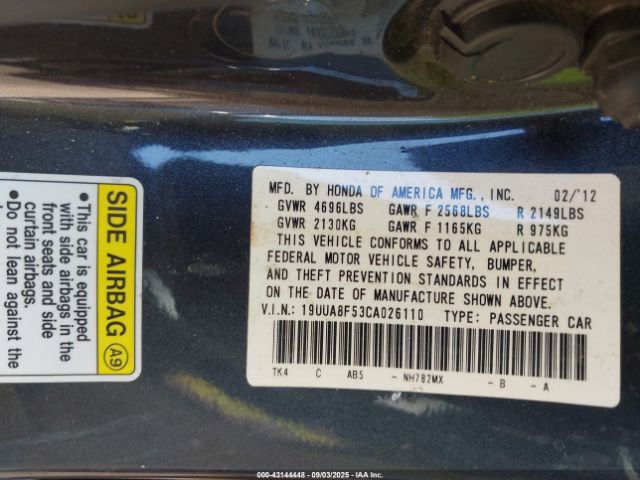 MFD. BY HONDA OF AMERICA MFG., INC. 02/'12
GVWR 4696LBS GAWR F 2568LBS R 2149LBS
GVWR 2130KG GAWR F 1165KG R 975KG
THIS VEHICLE CONFORMS TO ALL APPLICABLE
FEDERAL MOTOR VEHICLE SAFETY, BUMPER,
AND THEFT PREVENTION STANDARDS IN EFFECT
ON THE DATE OF MANUFACTURE SHOWN ABOVE.
V.I.N.: 19UUA8F53CA026110 TYPE: PASSENGER CAR
TK4 C AB5 - NH782MX - B - A
SIDE AIRBAG A9
•This car is equipped
with side airbags in the
front seats and side
curtain airbags.
•Do not lean against the
000-43144448 - 09/03/2025 - IAA Inc.